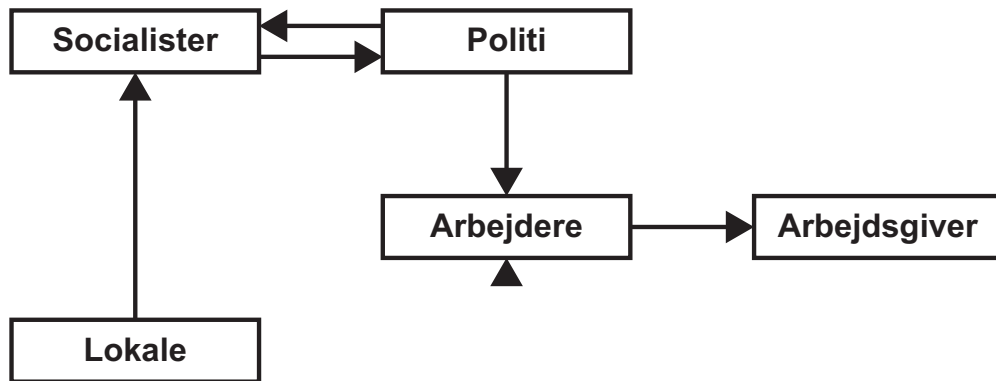 Socialister
Politi
Arbejdere
Arbejdsgiver
Lokale